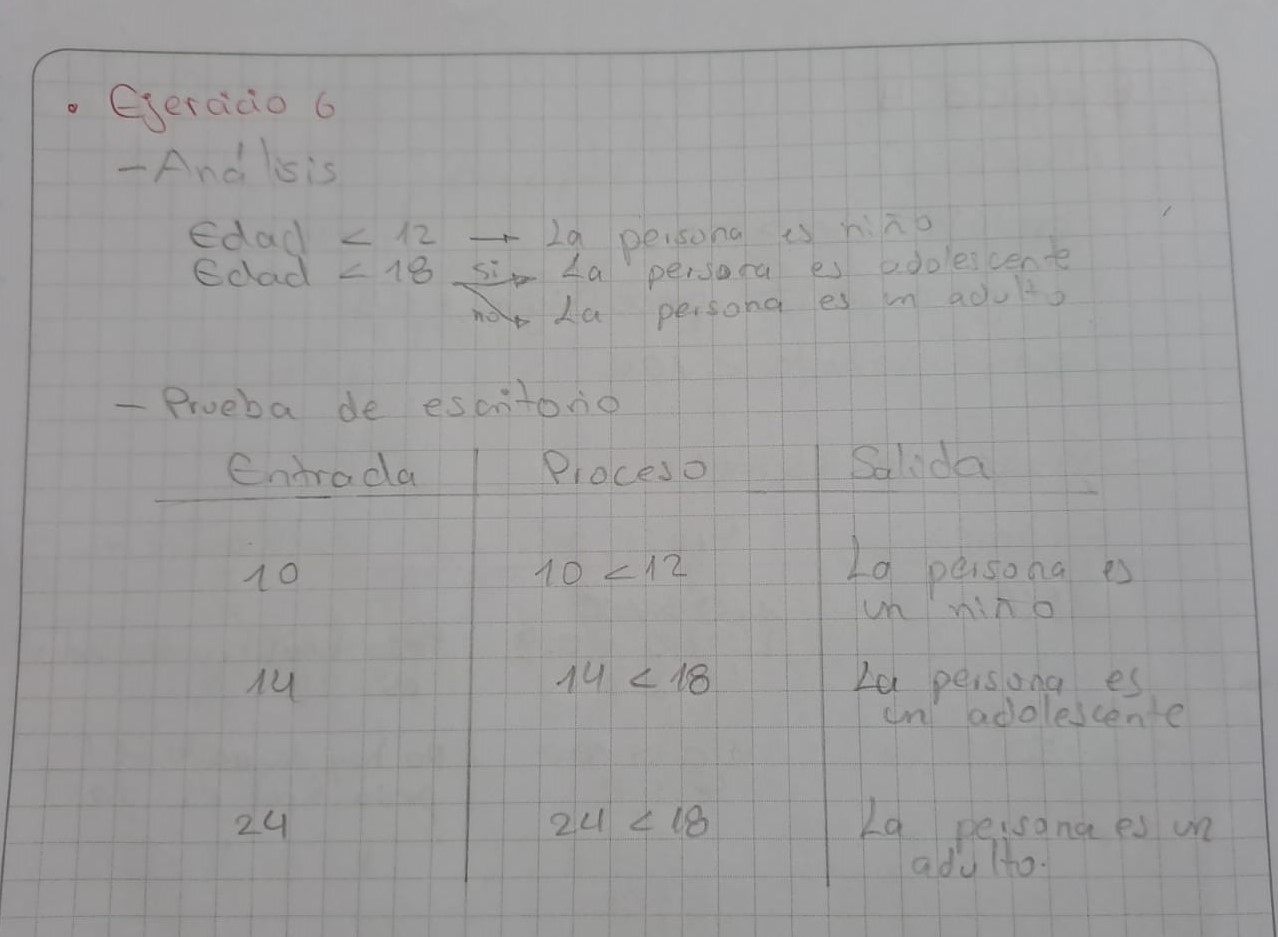 • Ejercicio 6
- Análisis
Edad < 12 → La persona es niño
Edad < 18 si→ La persona es adolescente
no→ La persona es un adulto
- Prueba de escritorio
Entrada Proceso Salida
10 10 < 12 La persona es
un niño
14 14 < 18 La persona es
un adolescente
24 24 < 18 La persona es un
adulto.